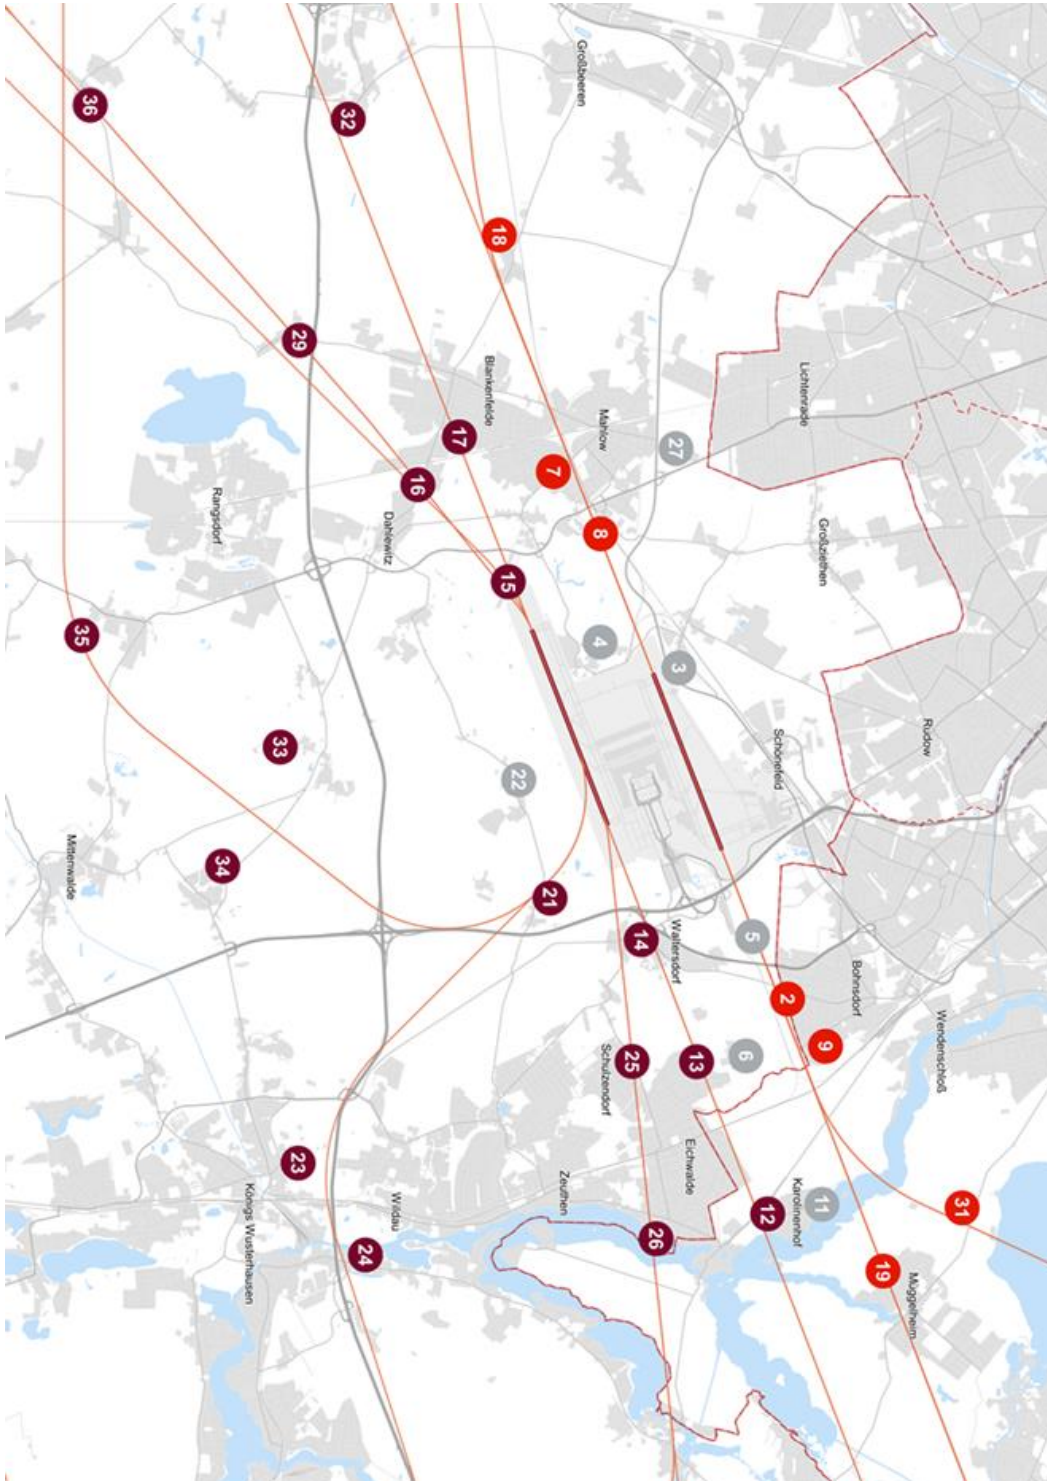 31
Wendenschloß
Rudow
Müggelheim
19
Bohnsdorf
9
Großziethen
11
Lichtenrade
Karolinenhof
2
Schönefeld
12
5
6
13
Eichwalde
27
3
Waltersdorf
26
14
25
Schulzendorf
Mahlow
8
4
Großbeeren
Zeuthen
7
21
22
15
18
Blankenfelde
17
16
Wildau
Dahlewitz
24
32
29
23
33
Königs Wusterhausen
34
Rangsdorf
36
35
Mittenwalde